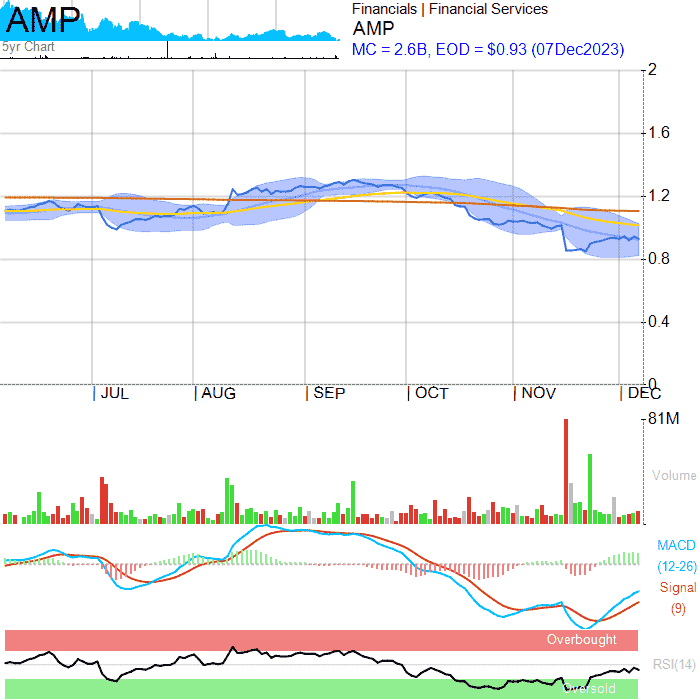 AMP
5yr Chart
Financials | Financial Services
AMP
MC = 2.6B, EOD = $0.93 (07Dec2023)
2
1.6
1.2
0.8
0.4
0
JUL AUG SEP OCT NOV DEC
81M
Volume
MACD
(12-26)
Signal
(9)
Overbought
RSI(14)
Oversold